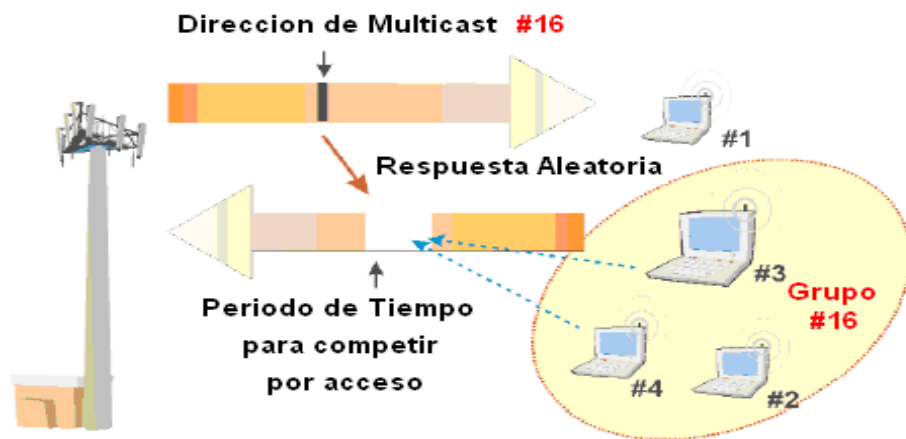 Direccion de Multicast #16
#1
Respuesta Aleatoria
#3
Periodo de Tiempo
para competir
por acceso
Grupo
#16
#4
#2